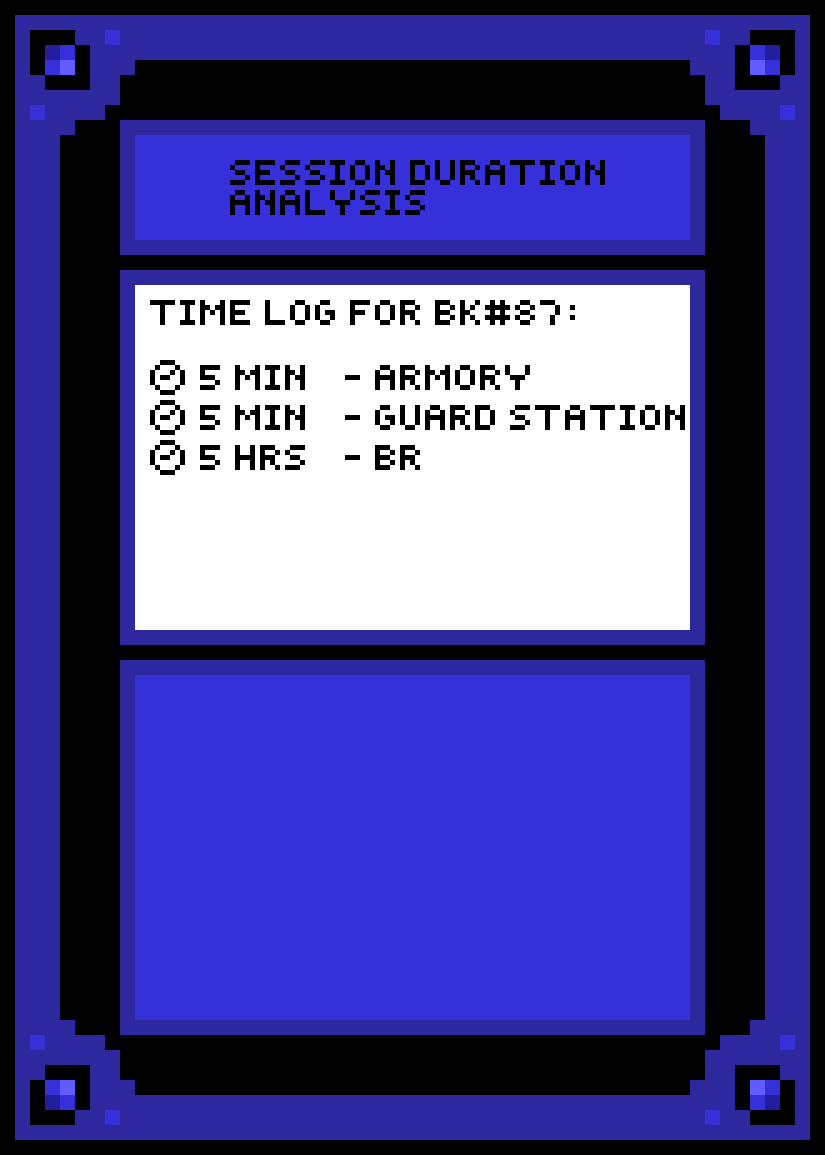 SESSION DURATION
ANALYSIS
TIME LOG FOR BK#87:
5 MIN - ARMORY
5 MIN - GUARD STATION
5 HRS - BR